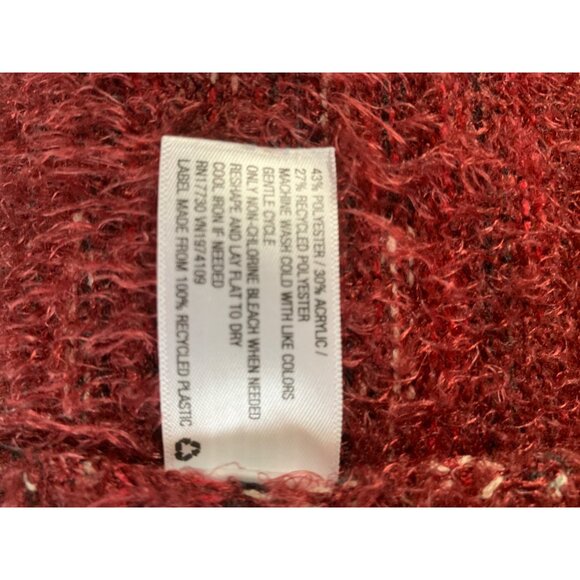 43% POLYESTER / 30% ACRYLIC /
27% RECYCLED POLYESTER
MACHINE WASH COLD WITH LIKE COLORS
GENTLE CYCLE
ONLY NON-CHLORINE BLEACH WHEN NEEDED
RESHAPE AND LAY FLAT TO DRY
COOL IRON IF NEEDED
RN17730 VN1974109
LABEL MADE FROM 100% RECYCLED PLASTIC